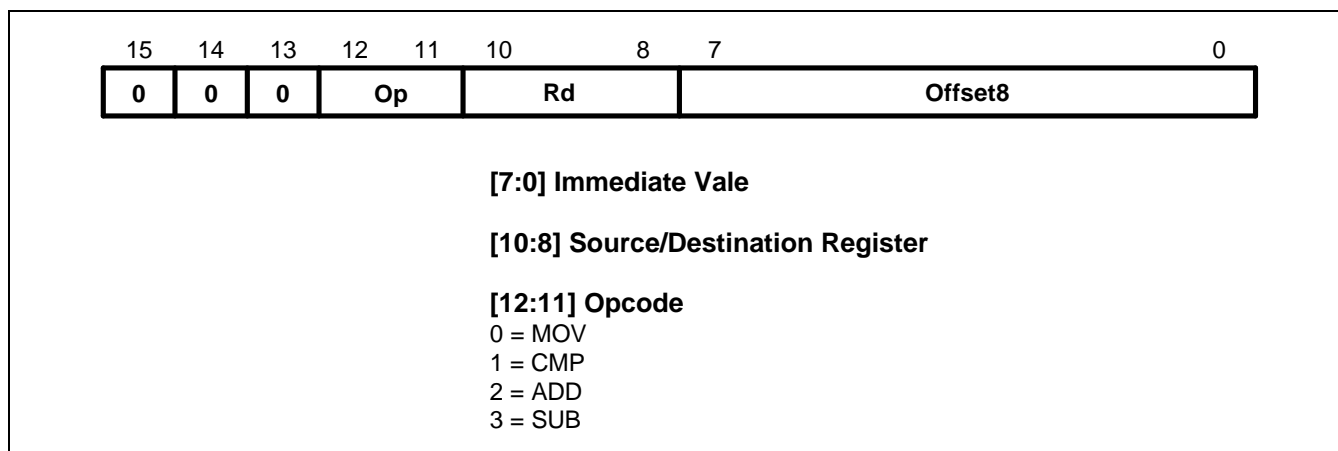 15 14 13 12 11 10 8 7 0
0 0 0 Op Rd Offset8
[7:0] Immediate Vale
[10:8] Source/Destination Register
[12:11] Opcode
0 = MOV
1 = CMP
2 = ADD
3 = SUB